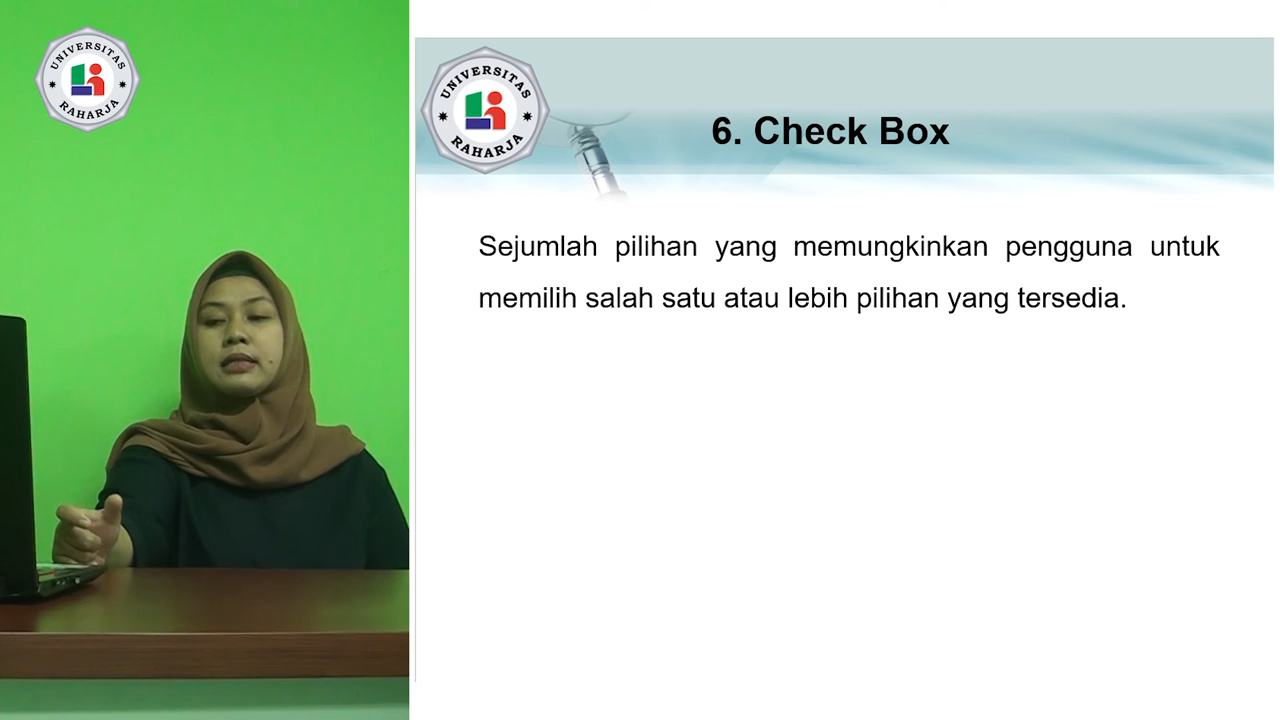 UNIVERSITAS
RAHARJA
UNIVERSITAS
RAHARJA
6. Check Box
Sejumlah pilihan yang memungkinkan pengguna untuk
memilih salah satu atau lebih pilihan yang tersedia.